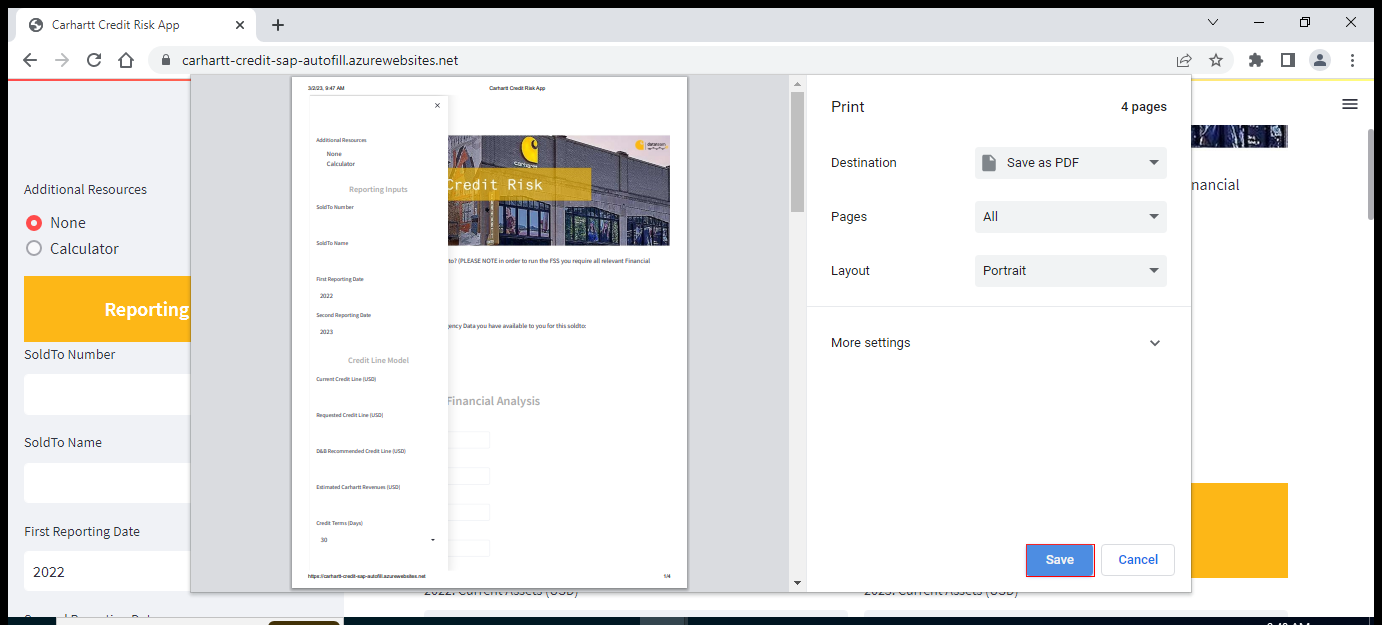 Carhartt Credit Risk App
carhartt-credit-sap-autofill.azurewebsites.net
Additional Resources
None
Calculator
Reporting
SoldTo Number
SoldTo Name
First Reporting Date
2022
3/2/23, 9:47 AM
Carhartt Credit Risk App
Additional Resources
None
Calculator
Reporting Inputs
SoldTo Number
SoldTo Name
First Reporting Date
2022
Second Reporting Date
2023
Credit Line Model
Current Credit Line (USD)
Requested Credit Line (USD)
D&B Recommended Credit Line (USD)
Estimated Carhartt Revenues (USD)
Credit Terms (Days)
30
carhartt
Credit Risk
to? (PLEASE NOTE in order to run the FSS you require all relevant Financial
gency Data you have available to you for this soldto:
Financial Analysis
https://carhartt-credit-sap-autofill.azurewebsites.net
1/4
Print
4 pages
Destination
Save as PDF
Pages
All
Layout
Portrait
More settings
Save
Cancel
nancial
2022: Current Assets (USD)
2023: Current Assets (USD)